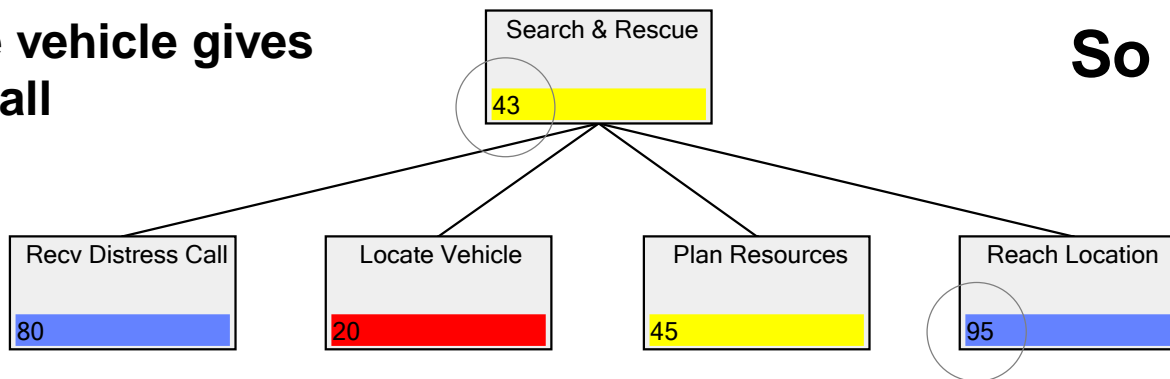 vehicle gives
all
So
Search & Rescue
43
Recv Distress Call
80
Locate Vehicle
20
Plan Resources
45
Reach Location
95